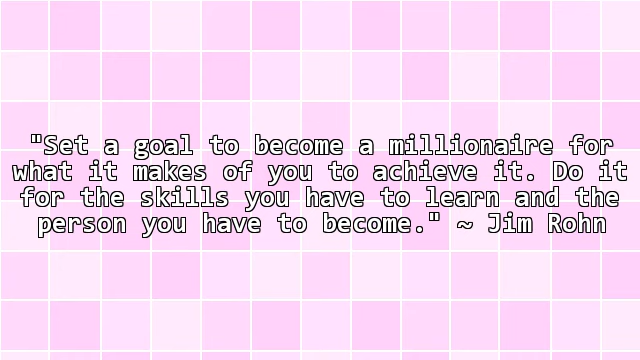 "Set a goal to become a millionaire for
what it makes of you to achieve it. Do it
for the skills you have to learn and the
person you have to become." ~ Jim Rohn